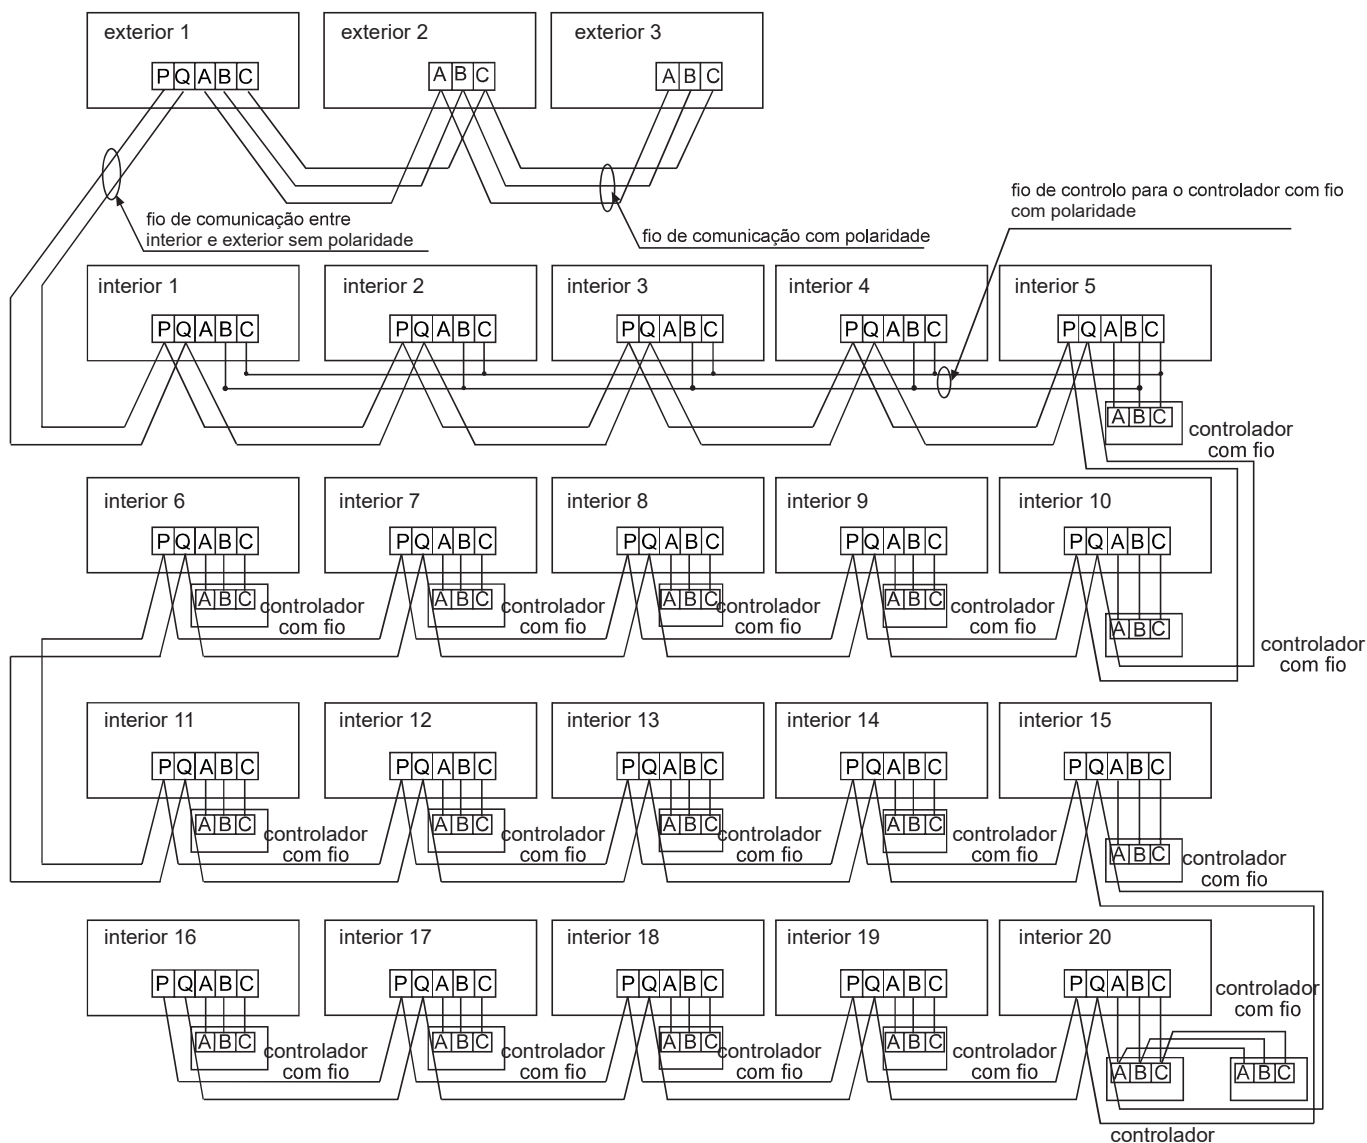 exterior 1
exterior 2
exterior 3
P Q A B C
A B C
A B C
fio de comunicação entre
interior e exterior sem polaridade
fio de comunicação com polaridade
fio de controlo para o controlador com fio
com polaridade
interior 1
interior 2
interior 3
interior 4
interior 5
P Q A B C
P Q A B C
P Q A B C
P Q A B C
P Q A B C
A B C
controlador
com fio
interior 6
interior 7
interior 8
interior 9
interior 10
P Q A B C
P Q A B C
P Q A B C
P Q A B C
P Q A B C
A B C
controlador
com fio
A B C
controlador
com fio
A B C
controlador
com fio
A B C
controlador
com fio
A B C
controlador
com fio
interior 11
interior 12
interior 13
interior 14
interior 15
P Q A B C
P Q A B C
P Q A B C
P Q A B C
P Q A B C
A B C
controlador
com fio
A B C
controlador
com fio
A B C
controlador
com fio
A B C
controlador
com fio
A B C
controlador
com fio
interior 16
interior 17
interior 18
interior 19
interior 20
P Q A B C
P Q A B C
P Q A B C
P Q A B C
P Q A B C
controlador
com fio
A B C
controlador
com fio
A B C
controlador
com fio
A B C
controlador
com fio
A B C
controlador
com fio
A B C
A B C
controlador